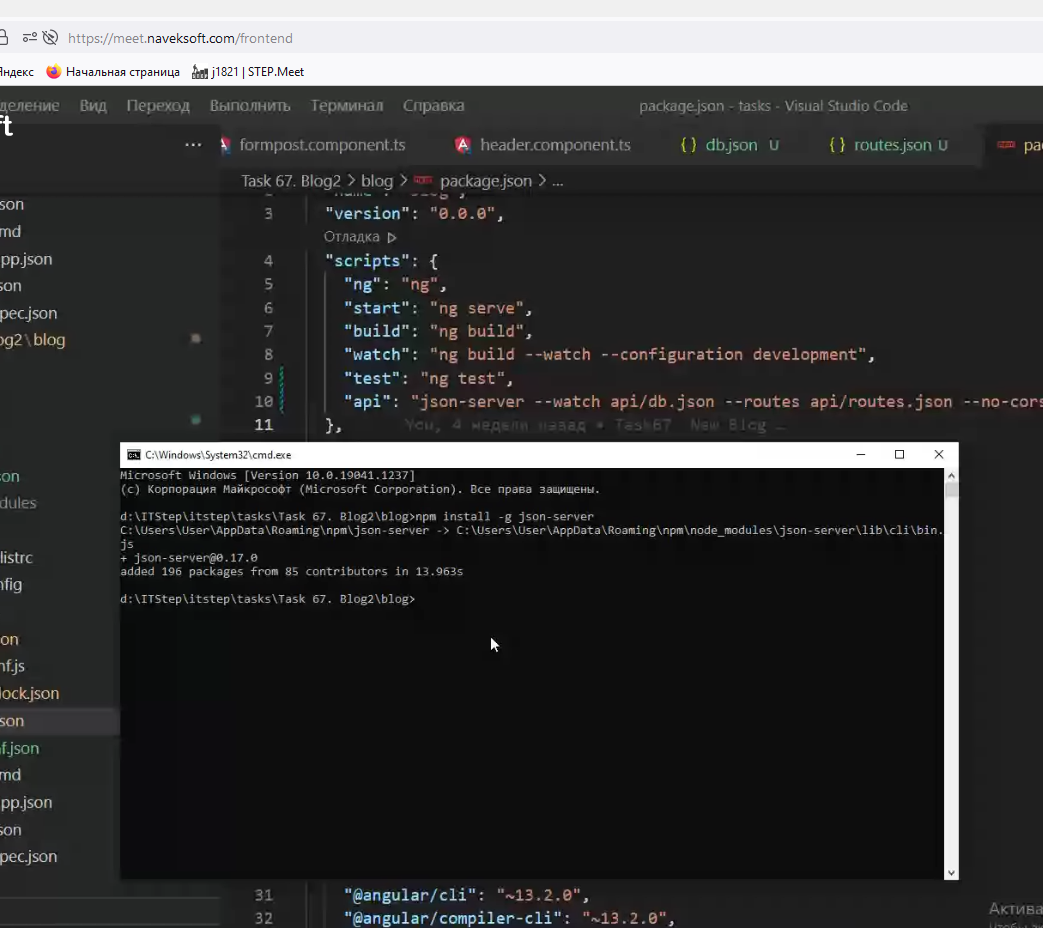 https://meet.naveksoft.com/frontend
Яндекс Начальная страница j1821 | STEP.Meet
деление Вид Переход Выполнить Терминал Справка package.json - tasks - Visual Studio Code
ft
... formpost.component.ts header.component.ts {} db.json U {} routes.json U pac
Task 67. Blog2 > blog > package.json > ...
son
md
pp.json
son
pec.json
og2\blog
son
dules
listrc
nfig
on
nf.js
lock.json
son
f.json
md
pp.json
son
pec.json
3 "version": "0.0.0",
Отладка
4 "scripts": {
5 "ng": "ng",
6 "start": "ng serve",
7 "build": "ng build",
8 "watch": "ng build --watch --configuration development",
9 "test": "ng test",
10 "api": "json-server --watch api/db.json --routes api/routes.json --no-cors
11 }, You, 4 недели назад • Task67 New Blog …
C:\Windows\System32\cmd.exe
Microsoft Windows [Version 10.0.19041.1237]
(c) Корпорация Майкрософт (Microsoft Corporation). Все права защищены.
d:\ITStep\itstep\tasks\Task 67. Blog2\blog>npm install -g json-server
C:\Users\User\AppData\Roaming\npm\json-server -> C:\Users\User\AppData\Roaming\npm\node_modules\json-server\lib\cli\bin.
js
+ json-server@0.17.0
added 196 packages from 85 contributors in 13.963s
d:\ITStep\itstep\tasks\Task 67. Blog2\blog>
31 "@angular/cli": "~13.2.0",
32 "@angular/compiler-cli": "~13.2.0",
Актива